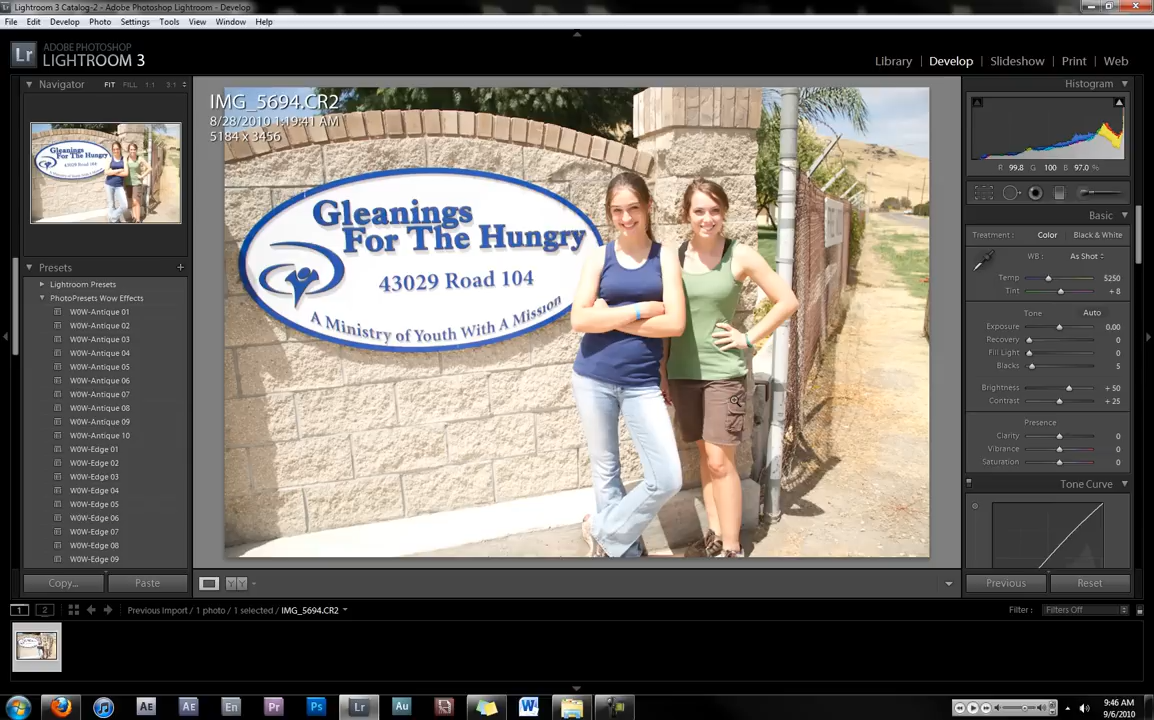 Lightroom 3 Catalog-2 - Adobe Photoshop Lightroom - Develop
File Edit Develop Photo Settings Tools View Window Help
Lr ADOBE PHOTOSHOP
LIGHTROOM 3
Library Develop Slideshow Print Web
Navigator FIT FILL 1:1 3:1
Histogram
IMG_5694.CR2
8/28/2010 1:19:41 AM
5184 x 3456
Gleanings
For The Hungry
43029 Road 104
A Ministry of Youth With A Mission
R 99.8 G 100 B 97.0 %
Basic
Treatment : Color Black & White
WB : As Shot
Temp 5250
Tint + 8
Tone Auto
Exposure 0.00
Recovery 0
Fill Light 0
Blacks 5
Brightness + 50
Contrast + 25
Presence
Clarity 0
Vibrance 0
Saturation 0
Tone Curve
Presets +
Lightroom Presets
PhotoPresets Wow Effects
WOW-Antique 01
WOW-Antique 02
WOW-Antique 03
WOW-Antique 04
WOW-Antique 05
WOW-Antique 06
WOW-Antique 07
WOW-Antique 08
WOW-Antique 09
WOW-Antique 10
WOW-Edge 01
WOW-Edge 02
WOW-Edge 03
WOW-Edge 04
WOW-Edge 05
WOW-Edge 06
WOW-Edge 07
WOW-Edge 08
WOW-Edge 09
Copy... Paste
Y Y
Previous Reset
1 2 Previous Import / 1 photo / 1 selected / IMG_5694.CR2
Filter : Filters Off
AE Ae En Pr Ps Lr Au W
9:46 AM
9/6/2010